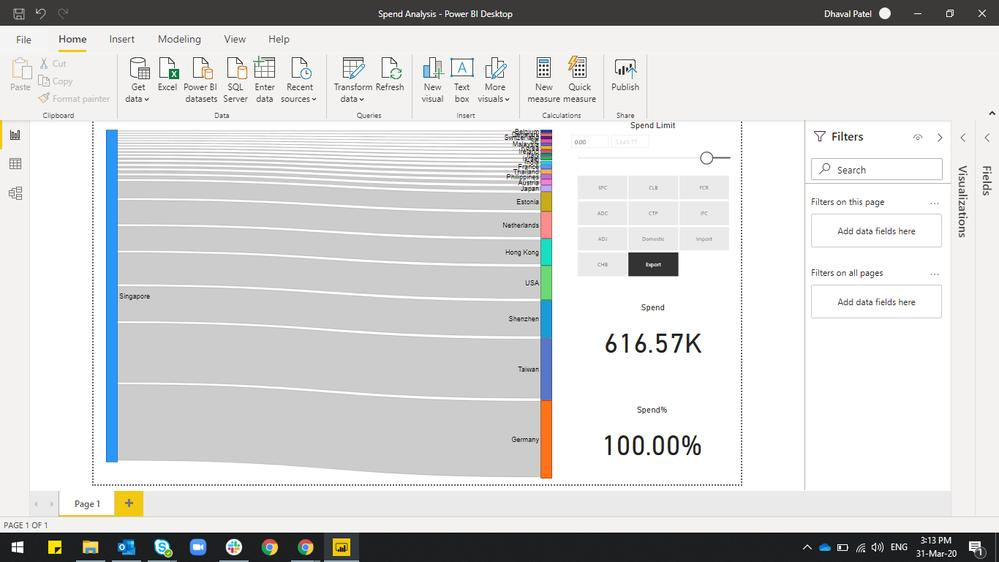 Spend Analysis - Power BI Desktop
Dhaval Patel
File Home Insert Modeling View Help
Paste
Cut
Copy
Format painter
Clipboard
Get data
Excel
Power BI datasets
SQL Server
Enter data
Recent sources
Data
Transform data
Refresh
Queries
New visual
Text box
More visuals
Insert
New measure
Quick measure
Calculations
Publish
Share
Singapore
Belgium
Switzerland
Malaysia
France
Thailand
Philippines
Austria
Japan
Estonia
Netherlands
Hong Kong
USA
Shenzhen
Taiwan
Germany
Spend Limit
0.00
SPC CLB FCR
ADC CTP IFC
ADJ Domestic Import
CHB Export
Spend
616.57K
Spend%
100.00%
Filters
Search
Filters on this page ...
Add data fields here
Filters on all pages ...
Add data fields here
Visualizations
Fields
Page 1
PAGE 1 OF 1
ENG
3:13 PM
31-Mar-20
1